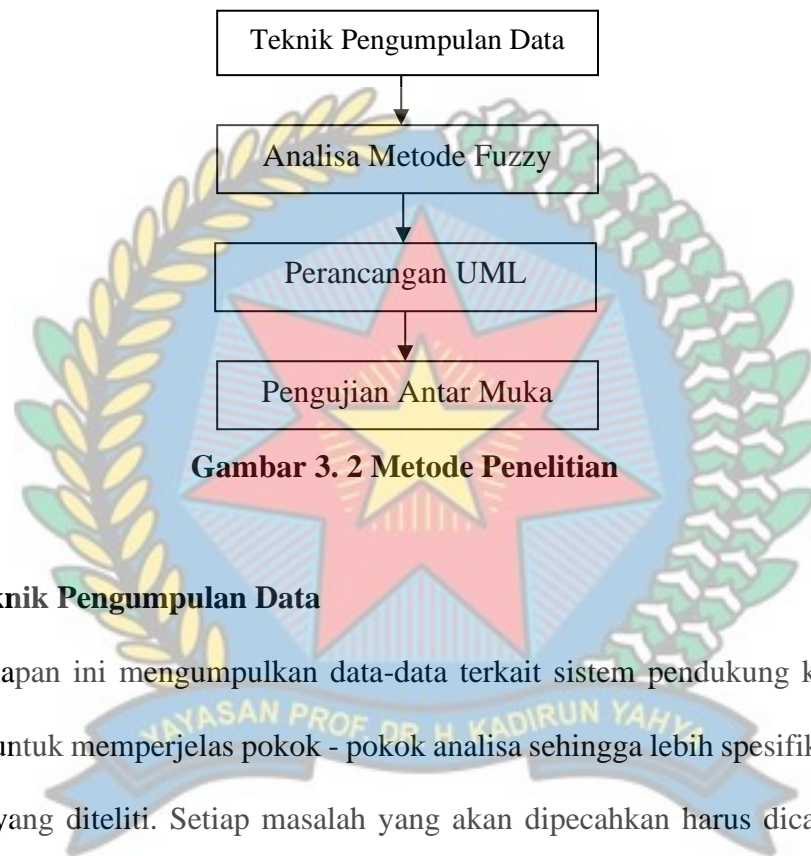 Teknik Pengumpulan Data
Analisa Metode Fuzzy
Perancangan UML
Pengujian Antar Muka
Gambar 3. 2 Metode Penelitian
knik Pengumpulan Data
apan ini mengumpulkan data-data terkait sistem pendukung k
YAYASAN PROF. DR. H. KADIRUN YAHYA
untuk memperjelas pokok - pokok analisa sehingga lebih spesifik
yang diteliti. Setiap masalah yang akan dipecahkan harus dica